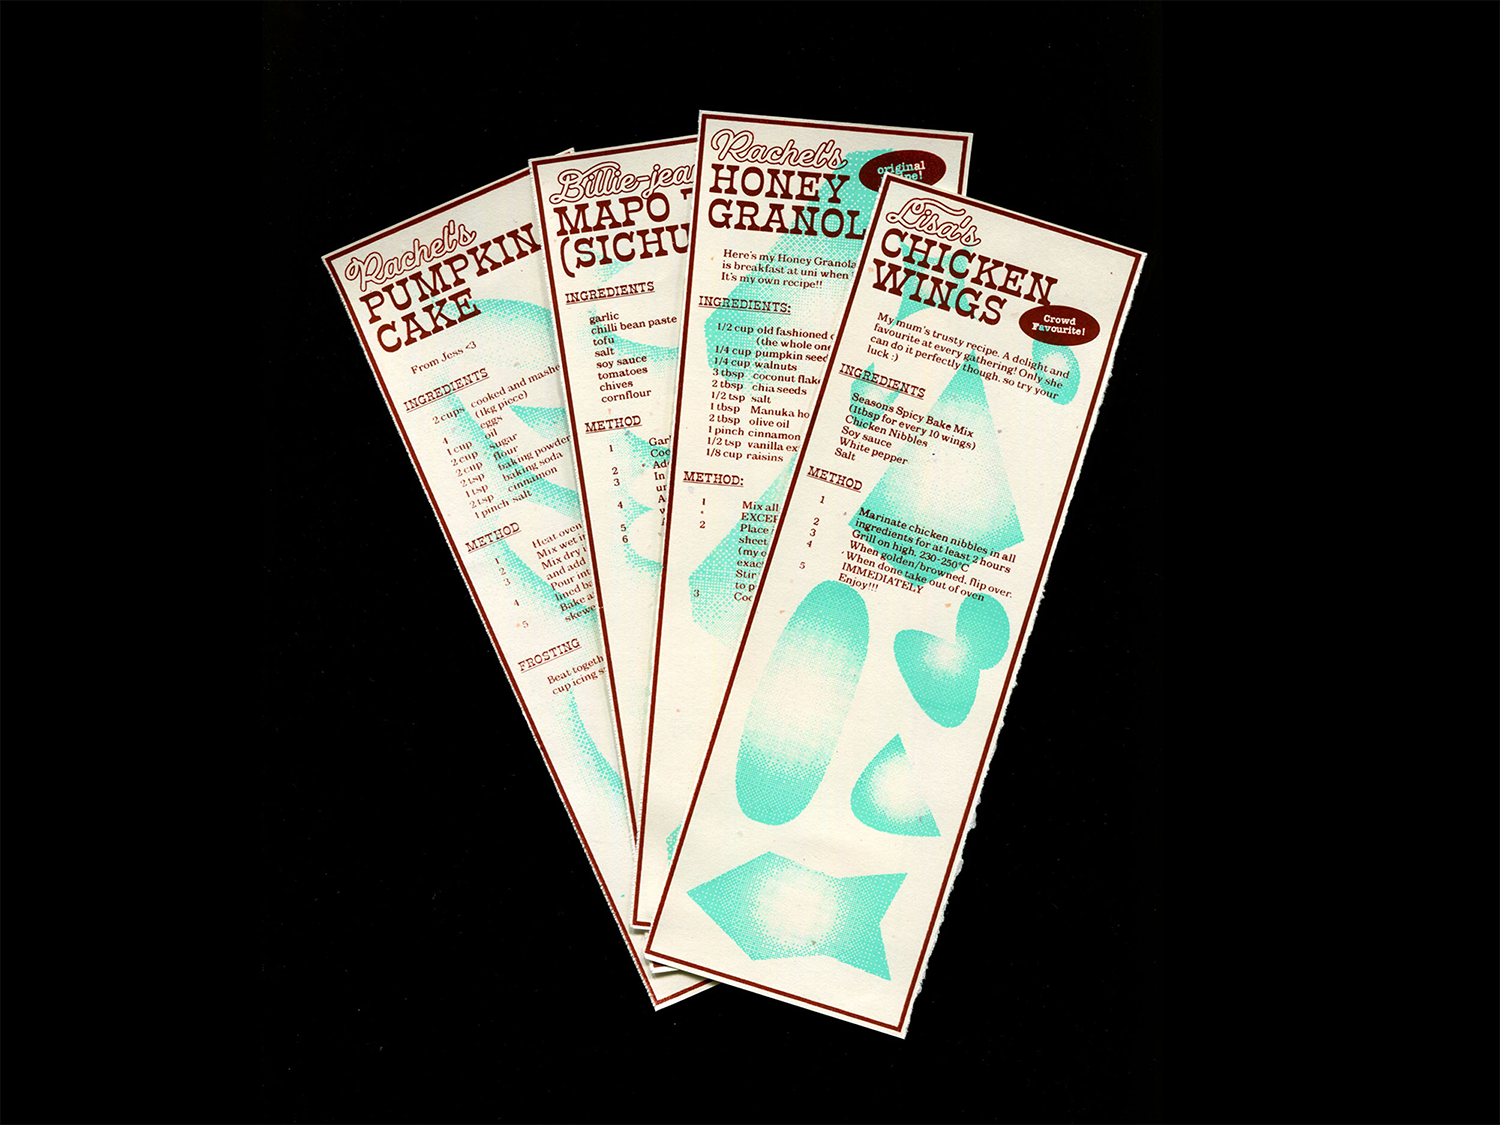 Rachel's
PUMPKIN
CAKE
From Jess <3
INGREDIENTS
2 cups cooked and mashe
(1kg piece)
4 eggs
1 cup oil
2 cup sugar
2 cup flour
2 tsp baking powder
1 tsp baking soda
2 tsp cinnamon
1 pinch salt
METHOD
1 Heat oven
2 Mix wet i
3 Mix dry i
and add
4 Pour int
lined ba
5 Bake a
skewe
FROSTING
Beat togeth
cup icing s
Billie-jea
MAPO
(SICHU
INGREDIENTS
garlic
chilli bean paste
tofu
salt
soy sauce
tomatoes
chives
cornflour
METHOD
1 Garl
Coo
2 Ad
3 In
un
4 A
5
6
Rachel's
HONEY
GRANOL
original
Here's my Honey Granola
is breakfast at uni when
It's my own recipe!!
INGREDIENTS:
1/2 cup old fashioned
(the whole one
1/4 cup pumpkin seed
1/4 cup walnuts
3 tbsp coconut flake
2 tbsp chia seeds
1/2 tsp salt
1 tbsp Manuka ho
2 tbsp olive oil
1 pinch cinnamon
1/2 tsp vanilla ex
1/8 cup raisins
METHOD:
1 Mix all
EXCEP
2 Place
sheet
(my o
exac
Stir
to p
3 Coo
Lisa's
CHICKEN
WINGS
Crowd
Favourite!
My mum's trusty recipe. A delight and
favourite at every gathering! Only she
can do it perfectly though, so try your
luck :)
INGREDIENTS
Seasons Spicy Bake Mix
(1tbsp for every 10 wings)
Chicken Nibbles
Soy sauce
White pepper
Salt
METHOD
1 Marinate chicken nibbles in all
ingredients for at least 2 hours
2 Grill on high, 230-250°C
3 When golden/browned, flip over.
4 When done take out of oven
IMMEDIATELY
5 Enjoy!!!